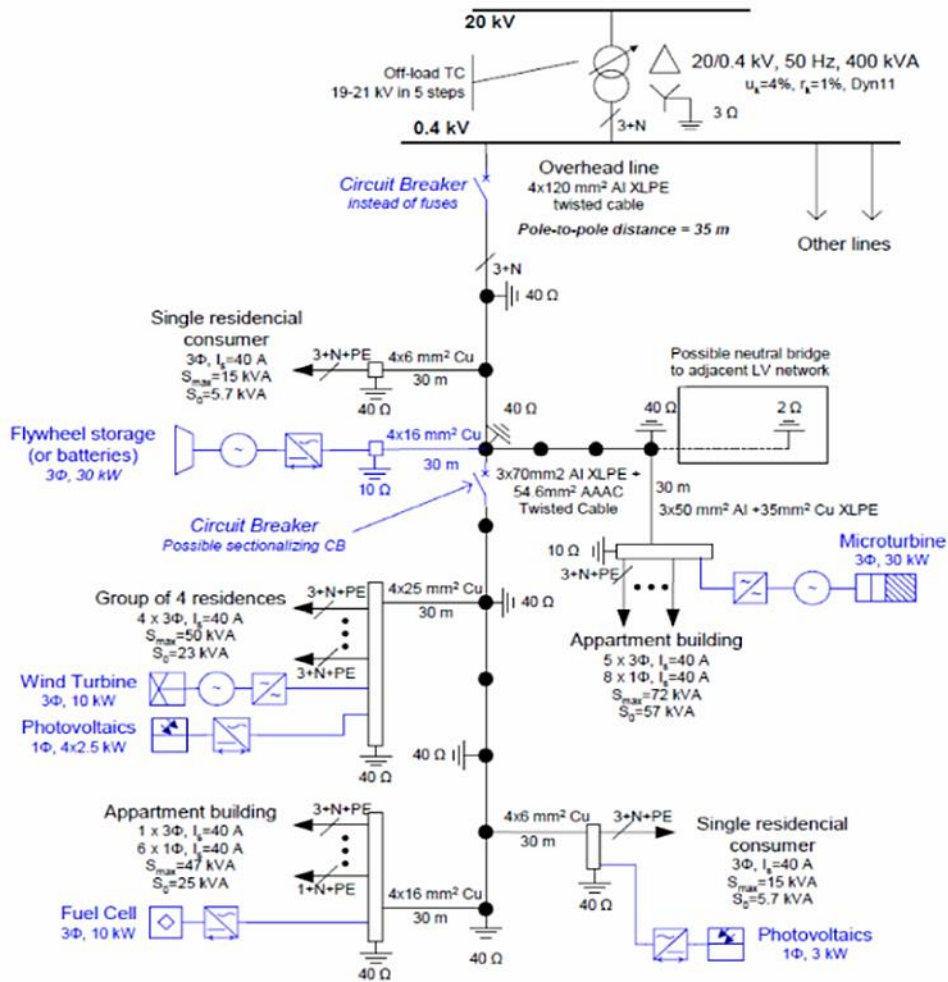 20 kV
Off-load TC
19-21 kV in 5 steps
20/0.4 kV, 50 Hz, 400 kVA
uₖ=4%, rₖ=1%, Dyn11
3 Ω
3+N
0.4 kV
Circuit Breaker
instead of fuses
Overhead line
4x120 mm² Al XLPE
twisted cable
Pole-to-pole distance = 35 m
Other lines
3+N
40 Ω
Single residencial
consumer
3Φ, Iₛ=40 A
Sₘₐₓ=15 kVA
S₀=5.7 kVA
3+N+PE
4x6 mm² Cu
30 m
40 Ω
Possible neutral bridge
to adjacent LV network
40 Ω
40 Ω
2 Ω
Flywheel storage
(or batteries)
3Φ, 30 kW
4x16 mm² Cu
30 m
10 Ω
3x70mm2 Al XLPE +
54.6mm² AAAC
Twisted Cable
30 m
3x50 mm² Al +35mm² Cu XLPE
Circuit Breaker
Possible sectionalizing CB
10 Ω
3+N+PE
Microturbine
3Φ, 30 kW
Appartment building
5 x 3Φ, Iₛ=40 A
8 x 1Φ, Iₛ=40 A
Sₘₐₓ=72 kVA
S₀=57 kVA
Group of 4 residences
4 x 3Φ, Iₛ=40 A
Sₘₐₓ=50 kVA
S₀=23 kVA
3+N+PE
3+N+PE
4x25 mm² Cu
30 m
40 Ω
Wind Turbine
3Φ, 10 kW
Photovoltaics
1Φ, 4x2.5 kW
40 Ω
40 Ω
Appartment building
1 x 3Φ, Iₛ=40 A
6 x 1Φ, Iₛ=40 A
Sₘₐₓ=47 kVA
S₀=25 kVA
3+N+PE
1+N+PE
4x16 mm² Cu
30 m
Fuel Cell
3Φ, 10 kW
40 Ω
40 Ω
4x6 mm² Cu
30 m
3+N+PE
40 Ω
Single residencial
consumer
3Φ, Iₛ=40 A
Sₘₐₓ=15 kVA
S₀=5.7 kVA
Photovoltaics
1Φ, 3 kW